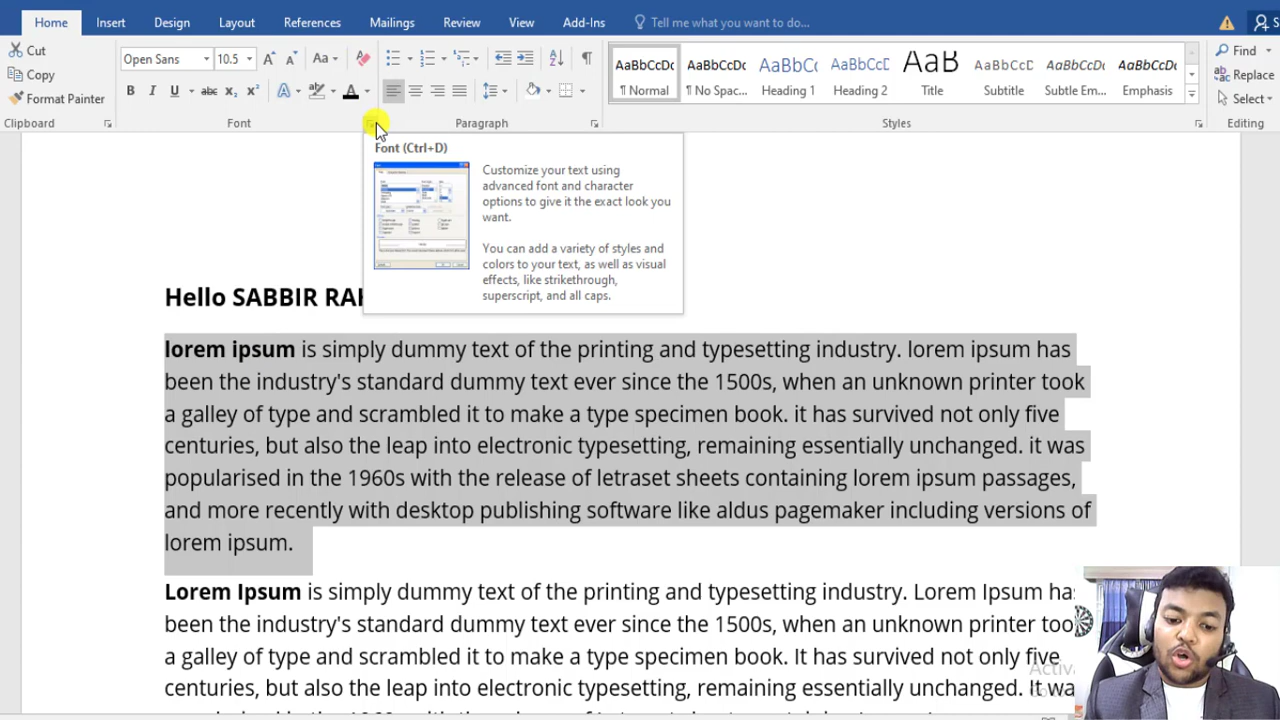 Home Insert Design Layout References Mailings Review View Add-Ins Tell me what you want to do...
Cut
Copy
Format Painter
Clipboard
Open Sans 10.5 Aa
B I U abc x₂ x² A A
Font
Paragraph
AaBbCcDc AaBbCcDc AaBbCcD AaBbCcD AaB AaBbCcD AaBbCcDc AaBbCcDc
¶ Normal ¶ No Spac... Heading 1 Heading 2 Title Subtitle Subtle Em... Emphasis
Styles
Find
Replace
Select
Editing
Font (Ctrl+D)
Customize your text using
advanced font and character
options to give it the exact look you
want.
You can add a variety of styles and
colors to your text, as well as visual
effects, like strikethrough,
superscript, and all caps.
Hello SABBIR
lorem ipsum is simply dummy text of the printing and typesetting industry. lorem ipsum has
been the industry's standard dummy text ever since the 1500s, when an unknown printer took
a galley of type and scrambled it to make a type specimen book. it has survived not only five
centuries, but also the leap into electronic typesetting, remaining essentially unchanged. it was
popularised in the 1960s with the release of letraset sheets containing lorem ipsum passages,
and more recently with desktop publishing software like aldus pagemaker including versions of
lorem ipsum.
Lorem Ipsum is simply dummy text of the printing and typesetting industry. Lorem Ipsum ha
been the industry's standard dummy text ever since the 1500s, when an unknown printer too
a galley of type and scrambled it to make a type specimen book. It has survived not only five
centuries, but also the leap into electronic typesetting, remaining essentially unchanged. It wa